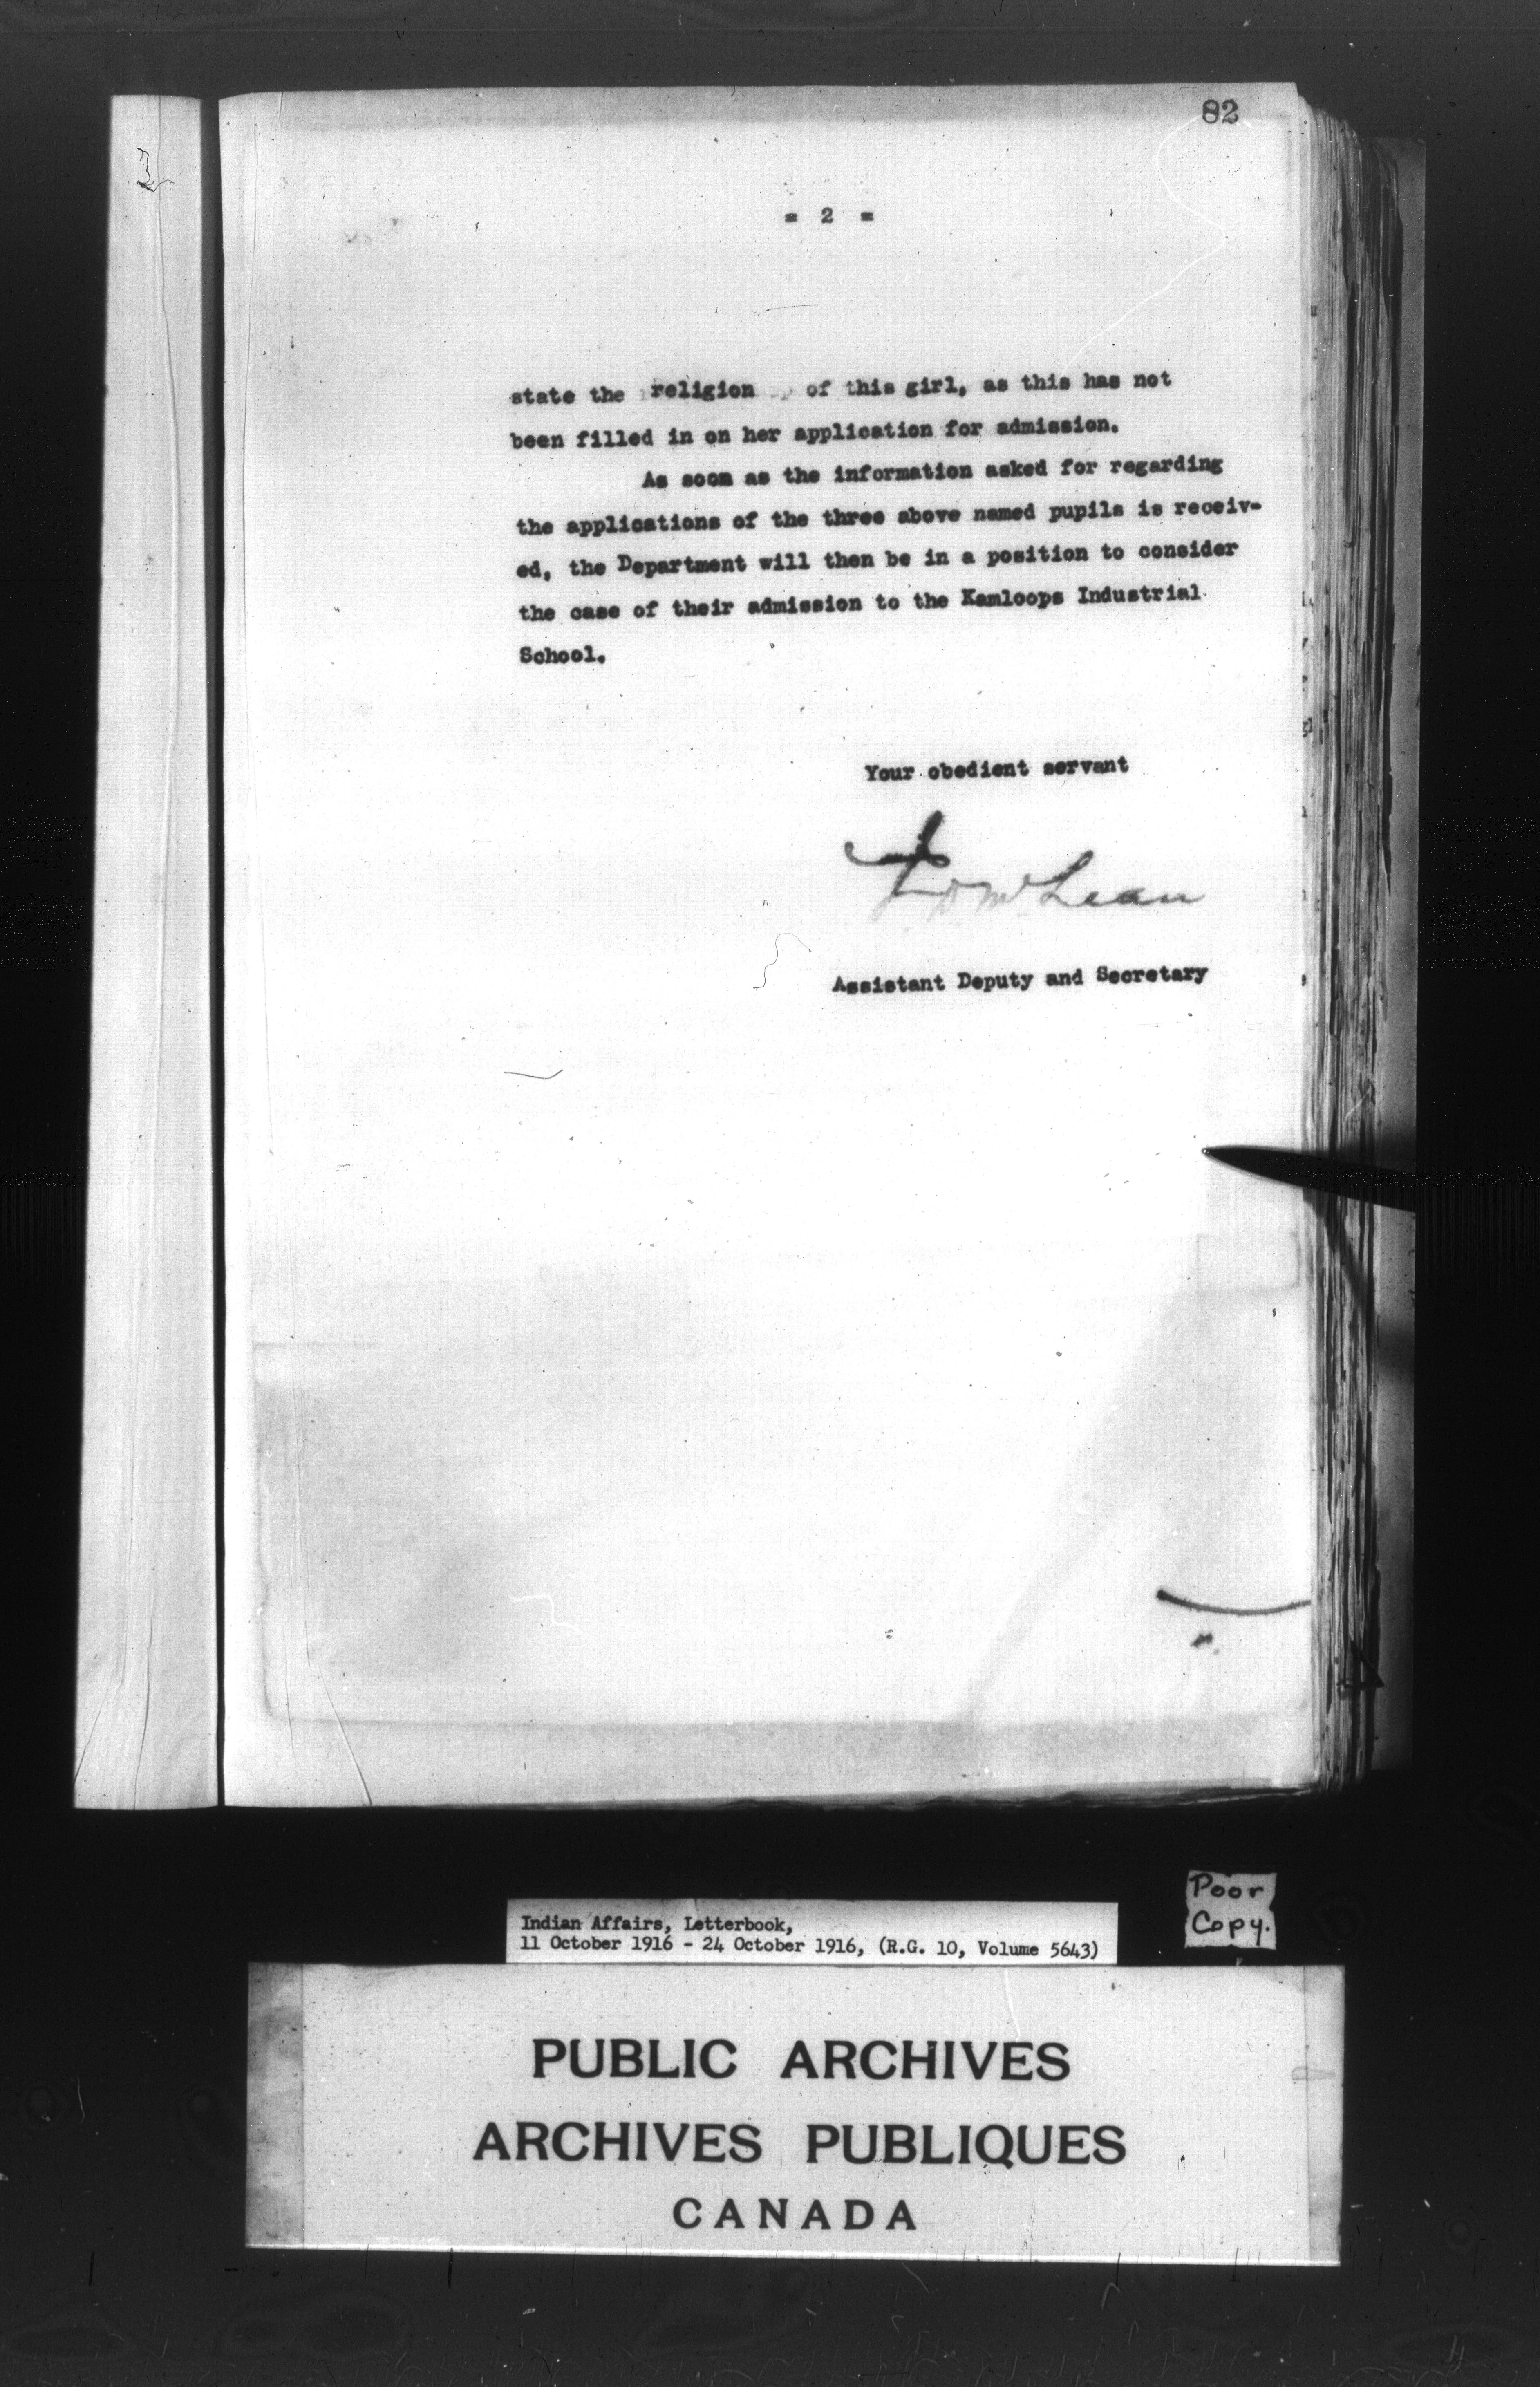 82
= 2 =
state the religion of this girl, as this has not
been filled in on her application for admission.
As soon as the information asked for regarding
the applications of the three above named pupils is receiv-
ed, the Department will then be in a position to consider
the case of their admission to the Kamloops Industrial
School.
Your obedient servant
J D McLean
Assistant Deputy and Secretary
Poor
Copy.
Indian Affairs, Letterbook,
11 October 1916 - 24 October 1916, (R.G. 10, Volume 5643)
PUBLIC ARCHIVES
ARCHIVES PUBLIQUES
CANADA